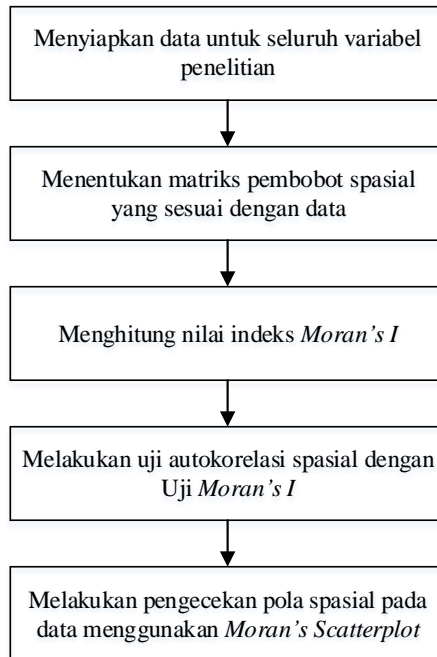 Menyiapkan data untuk seluruh variabel
penelitian
Menentukan matriks pembobot spasial
yang sesuai dengan data
Menghitung nilai indeks Moran’s I
Melakukan uji autokorelasi spasial dengan
Uji Moran’s I
Melakukan pengecekan pola spasial pada
data menggunakan Moran’s Scatterplot